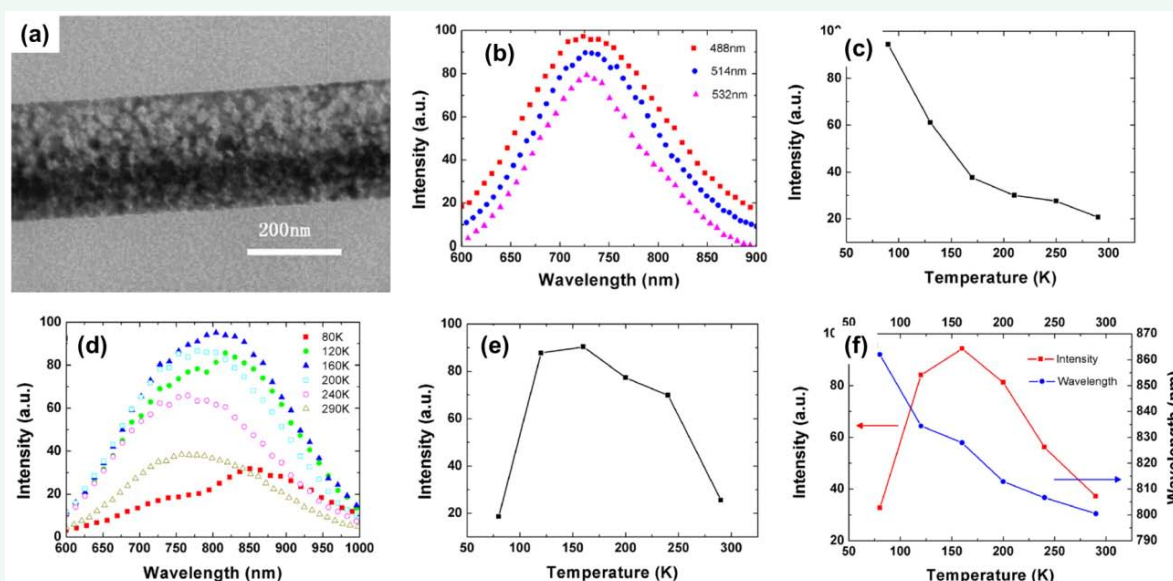 (a)
200nm
(b)
488nm
514nm
532nm
100
80
60
40
20
0
600
650
700
750
800
850
900
Intensity (a.u.)
Wavelength (nm)
(c)
80
60
40
20
50
100
150
200
250
300
Intensity (a.u.)
Temperature (K)
(d)
80K
120K
160K
200K
240K
290K
100
80
60
40
20
0
600
650
700
750
800
850
900
950
1000
Intensity (a.u.)
Wavelength (nm)
(e)
100
80
60
40
20
50
100
150
200
250
300
Intensity (a.u.)
Temperature (K)
(f)
50
100
150
200
250
300
Intensity
Wavelength
80
60
40
20
870
860
850
840
830
820
810
800
790
50
100
150
200
250
300
Intensity (a.u.)
Wavelength (nm)
Temperature (K)